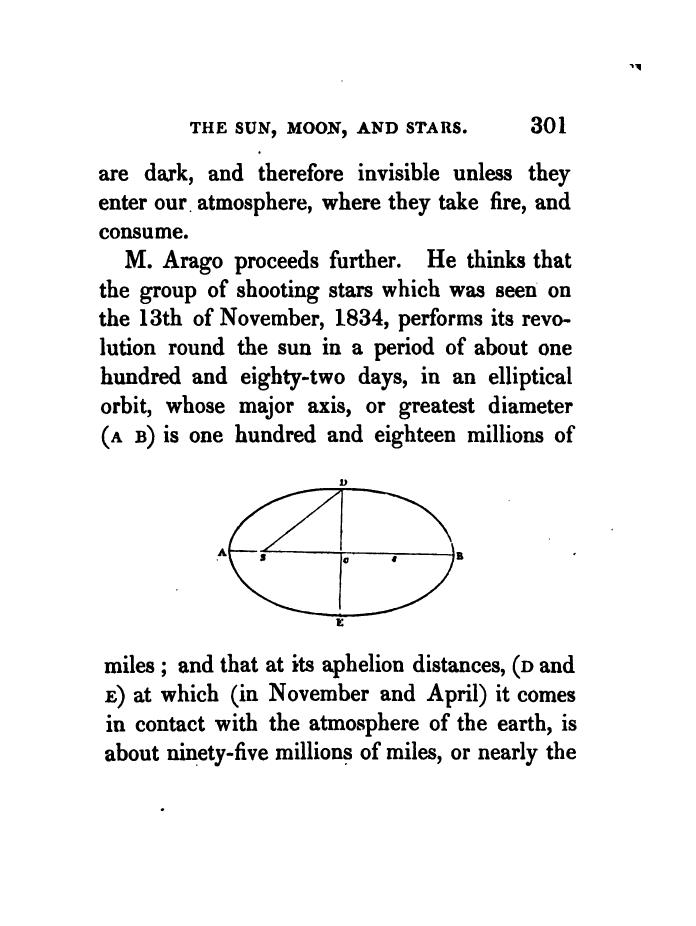 THE SUN, MOON, AND STARS. 301
are dark, and therefore invisible unless they
enter our atmosphere, where they take fire, and
consume.
M. Arago proceeds further. He thinks that
the group of shooting stars which was seen on
the 13th of November, 1834, performs its revo-
lution round the sun in a period of about one
hundred and eighty-two days, in an elliptical
orbit, whose major axis, or greatest diameter
(A B) is one hundred and eighteen millions of
D
A S C s B
E
miles ; and that at its aphelion distances, (D and
E) at which (in November and April) it comes
in contact with the atmosphere of the earth, is
about ninety-five millions of miles, or nearly the